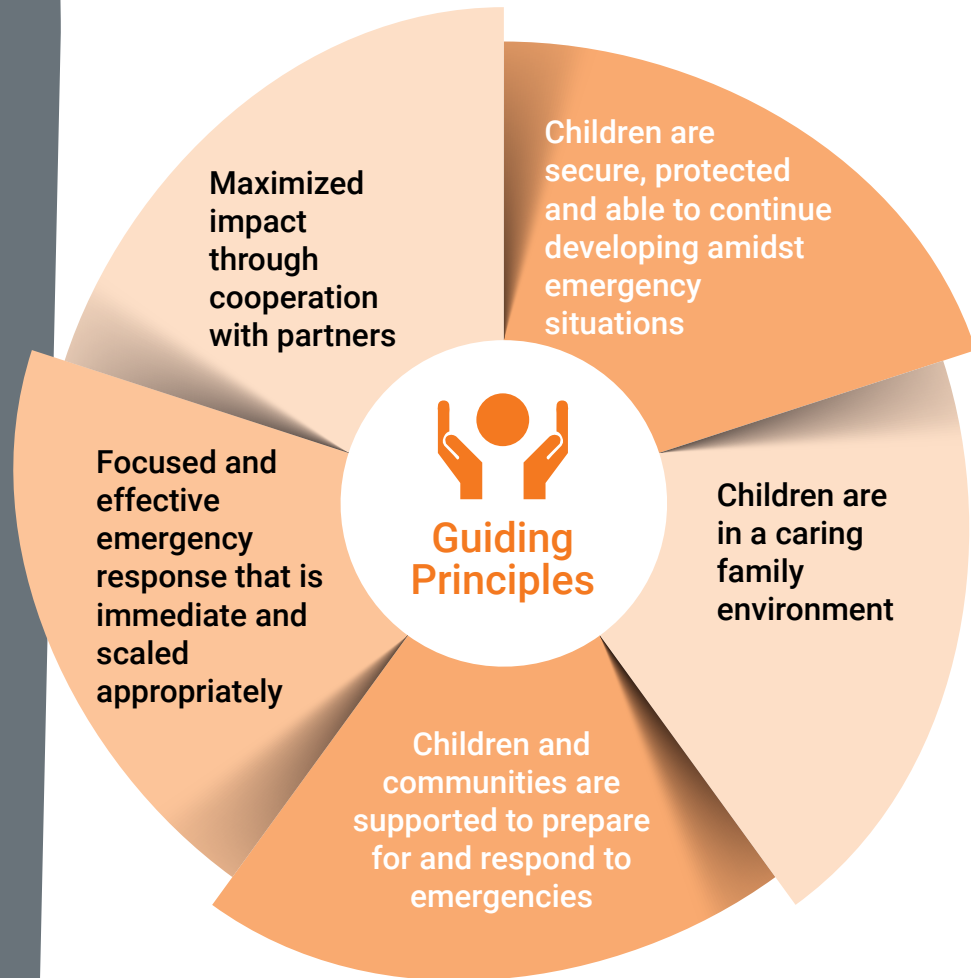 Guiding
Principles
Children are
secure, protected
and able to continue
developing amidst
emergency
situations
Children are
in a caring
family
environment
Children and
communities are
supported to prepare
for and respond to
emergencies
Focused and
effective
emergency
response that is
immediate and
scaled
appropriately
Maximized
impact
through
cooperation
with partners